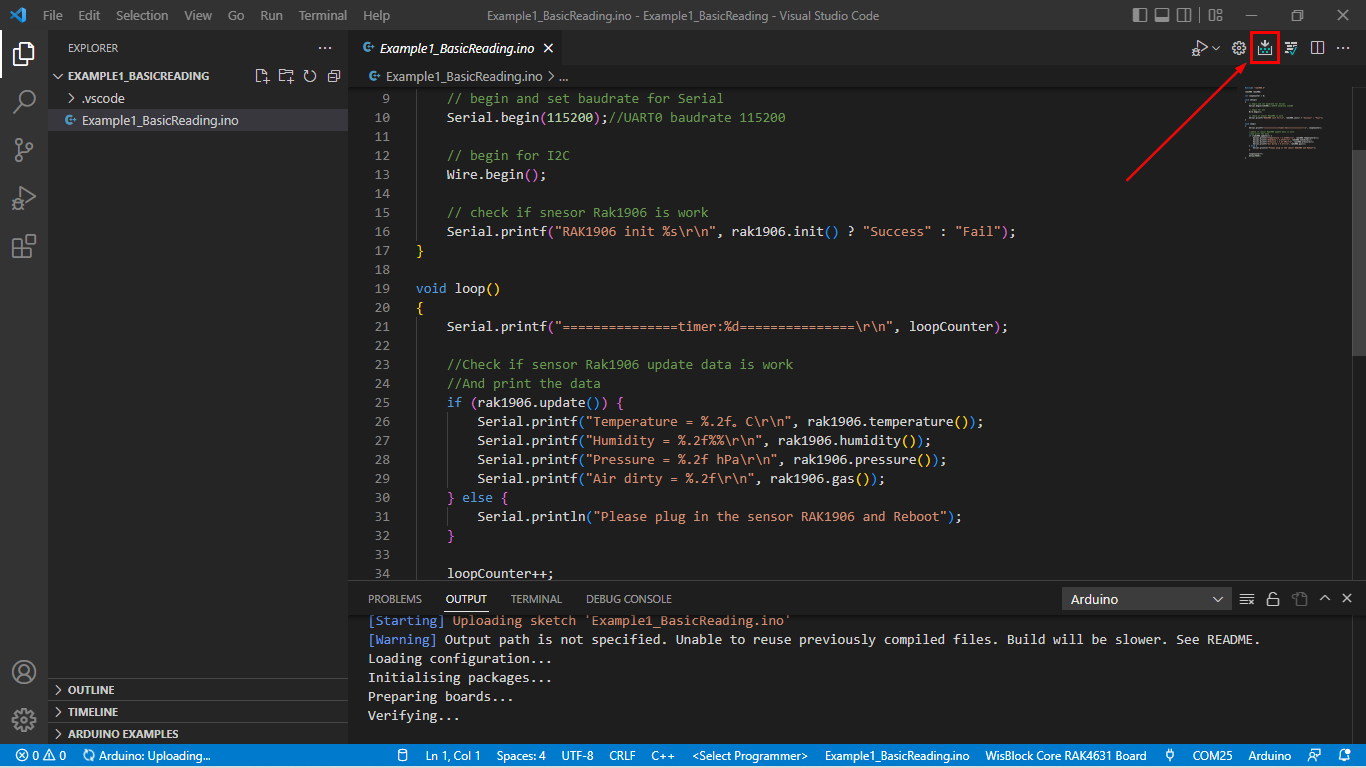 File Edit Selection View Go Run Terminal Help
Example1_BasicReading.ino - Example1_BasicReading - Visual Studio Code
EXPLORER
EXAMPLE1_BASICREADING
.vscode
Example1_BasicReading.ino
Example1_BasicReading.ino
Example1_BasicReading.ino > ...
9 // begin and set baudrate for Serial
10 Serial.begin(115200);//UART0 baudrate 115200
11
12 // begin for I2C
13 Wire.begin();
14
15 // check if snesor Rak1906 is work
16 Serial.printf("RAK1906 init %s\r\n", rak1906.init() ? "Success" : "Fail");
17 }
18
19 void loop()
20 {
21 Serial.printf("===============timer:%d===============\r\n", loopCounter);
22
23 //Check if sensor Rak1906 update data is work
24 //And print the data
25 if (rak1906.update()) {
26 Serial.printf("Temperature = %.2f。C\r\n", rak1906.temperature());
27 Serial.printf("Humidity = %.2f%%\r\n", rak1906.humidity());
28 Serial.printf("Pressure = %.2f hPa\r\n", rak1906.pressure());
29 Serial.printf("Air dirty = %.2f\r\n", rak1906.gas());
30 } else {
31 Serial.println("Please plug in the sensor RAK1906 and Reboot");
32 }
33
34 loopCounter++;
PROBLEMS OUTPUT TERMINAL DEBUG CONSOLE
Arduino
[Starting] Uploading sketch 'Example1_BasicReading.ino'
[Warning] Output path is not specified. Unable to reuse previously compiled files. Build will be slower. See README.
Loading configuration...
Initialising packages...
Preparing boards...
Verifying...
OUTLINE
TIMELINE
ARDUINO EXAMPLES
0 0 Arduino: Uploading... Ln 1, Col 1 Spaces: 4 UTF-8 CRLF C++ <Select Programmer> Example1_BasicReading.ino WisBlock Core RAK4631 Board COM25 Arduino